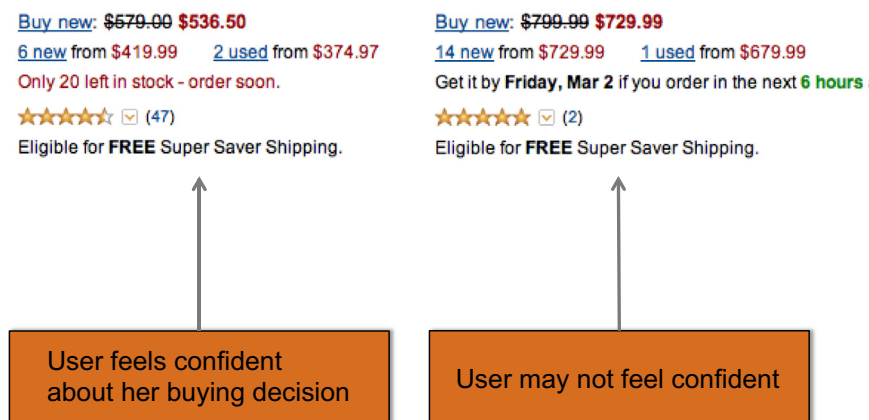 Buy new: $579.00 $536.50
6 new from $419.99 2 used from $374.97
Only 20 left in stock - order soon.
(47)
Eligible for FREE Super Saver Shipping.
Buy new: $799.99 $729.99
14 new from $729.99 1 used from $679.99
Get it by Friday, Mar 2 if you order in the next 6 hours
(2)
Eligible for FREE Super Saver Shipping.
User feels confident
about her buying decision
User may not feel confident